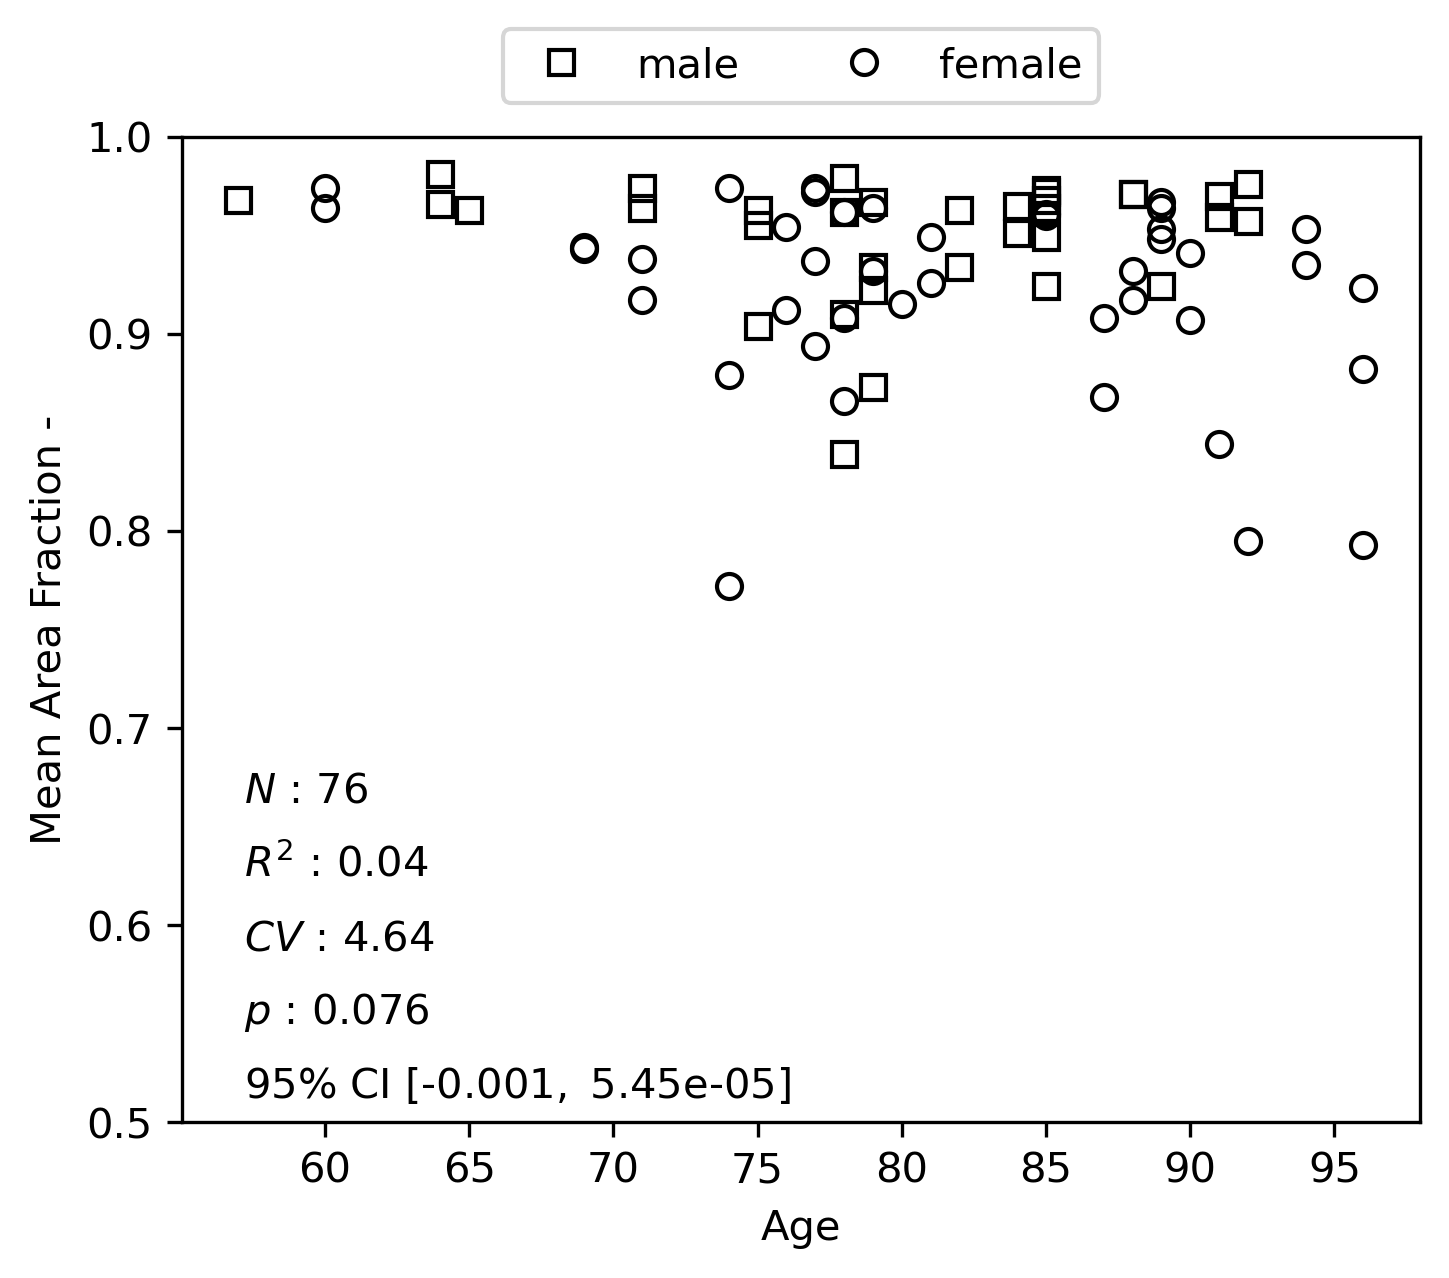 male female
1.0
0.9
0.8
0.7
0.6
0.5
Mean Area Fraction -
N : 76
R² : 0.04
CV : 4.64
p : 0.076
95% CI [-0.001, 5.45e-05]
60 65 70 75 80 85 90 95
Age